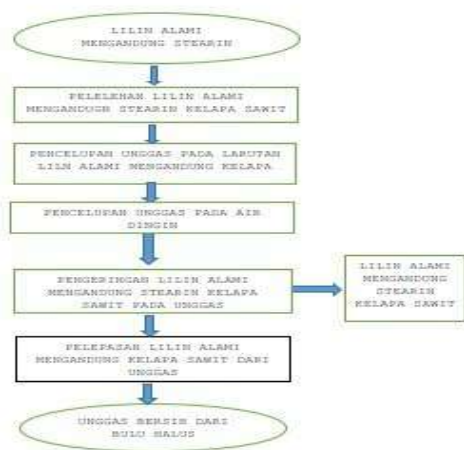 LILIN ALAMI
MENGANDUNG STEARIN
PELELEHAN LILIN ALAMI
MENGANDUGN STEARIN KELAPA SAWIT
PENCELUPAN UNGGAS PADA LARUTAN
LILN ALAMI MENGANDUNG KELAPA
PENCELUPAN UNGGAS PADA AIR
DINGIN
PENGERINGAN LILIN ALAMI
MENGANDUNG STEARIN KELAPA
SAWIT PADA UNGGAS
LILIN ALAMI
MENGANDUNG
STEARIN
KELAPA SAWIT
PELEPASAN LILIN ALAMI
MENGANDUNG KELAPA SAWIT DARI
UNGGAS
UNGGAS BERSIH DARI
BULU HALUS